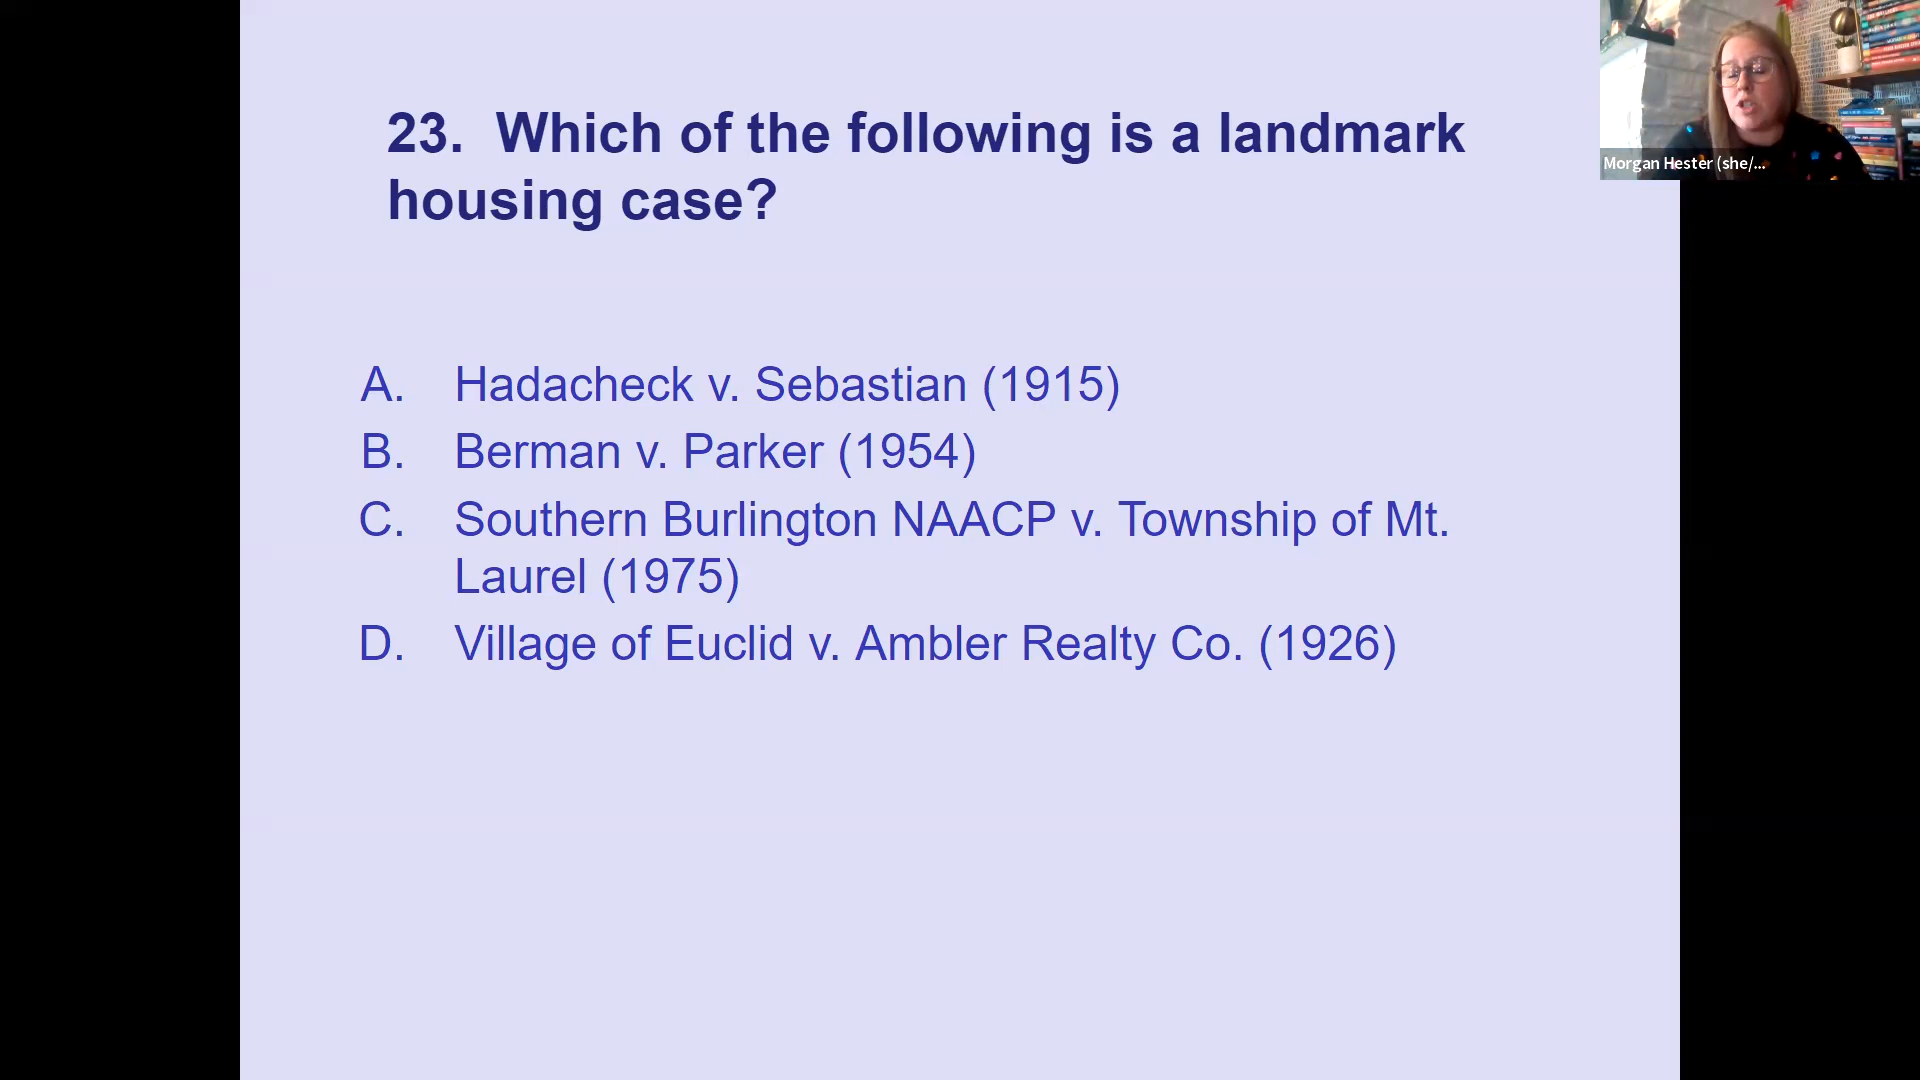 23. Which of the following is a landmark
housing case?
Morgan Hester (she/...
A. Hadacheck v. Sebastian (1915)
B. Berman v. Parker (1954)
C. Southern Burlington NAACP v. Township of Mt.
Laurel (1975)
D. Village of Euclid v. Ambler Realty Co. (1926)